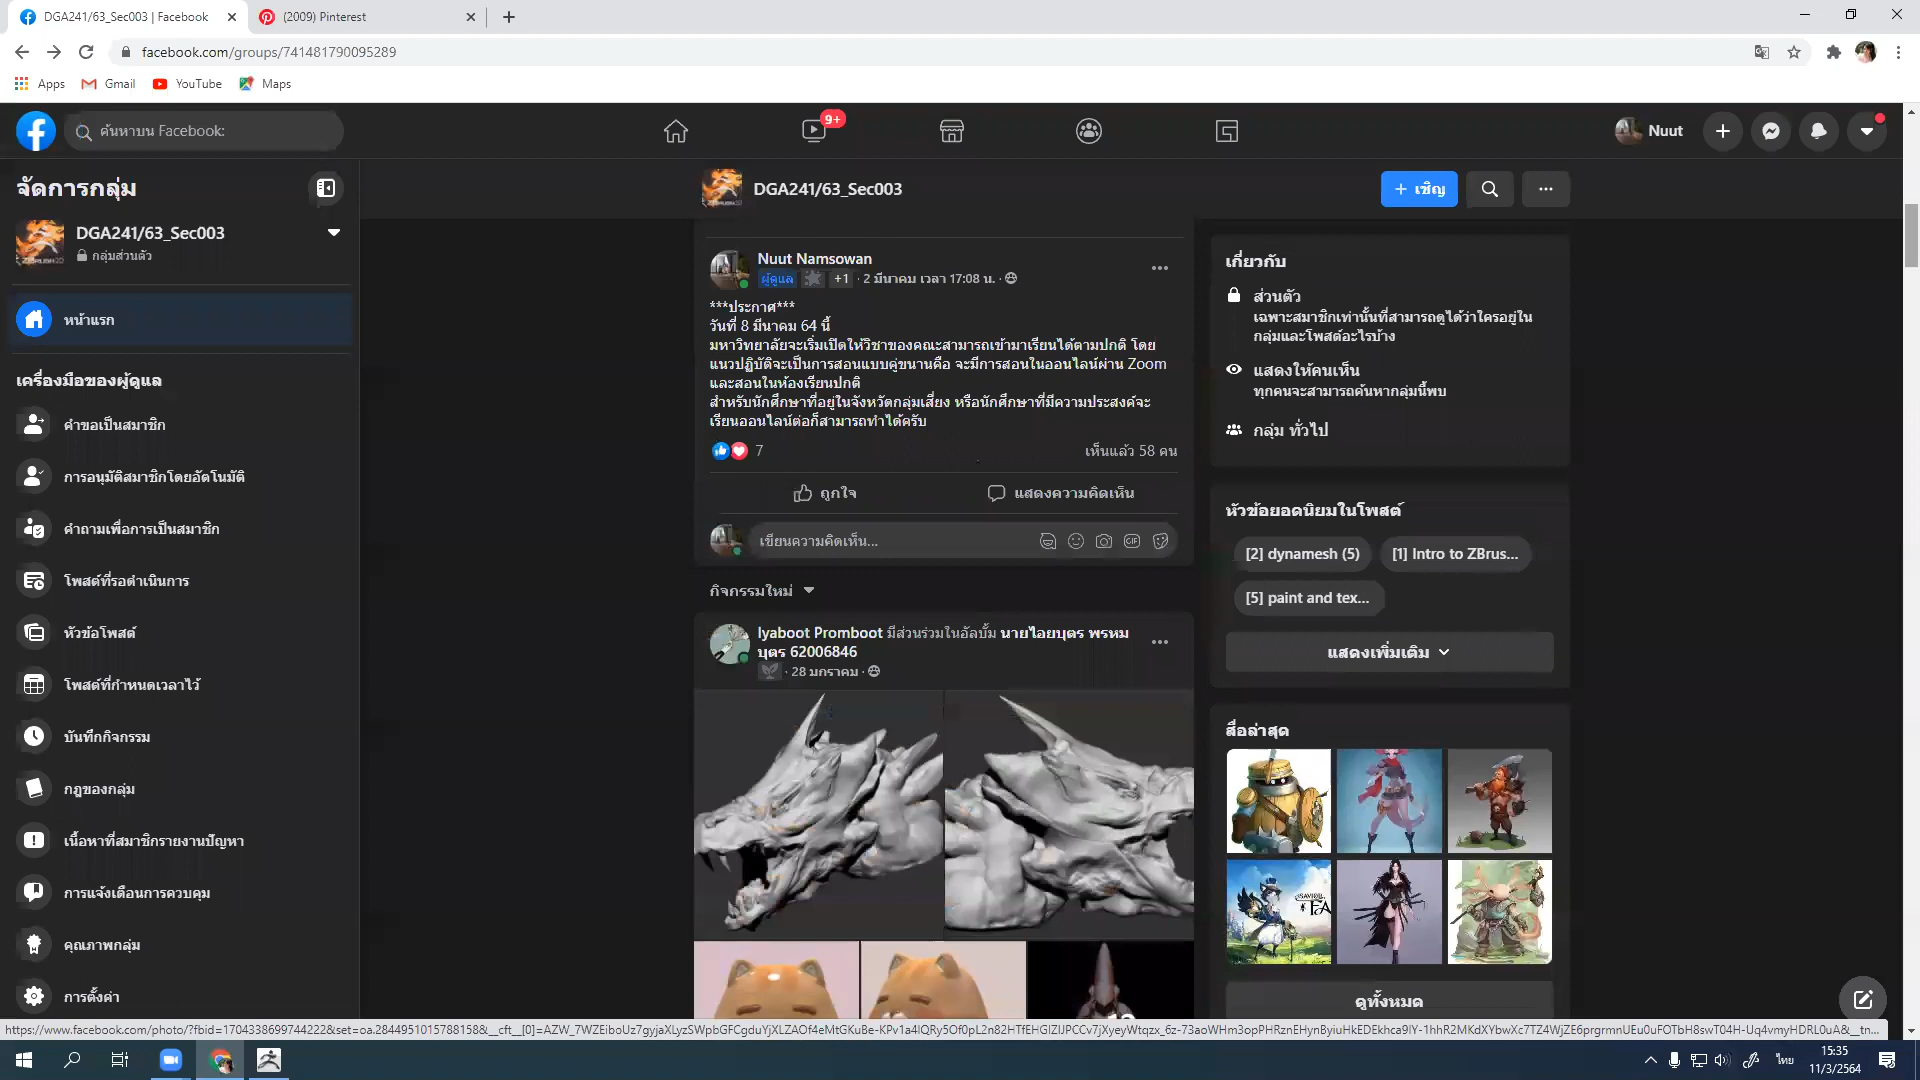 DGA241/63_Sec003 | Facebook
(2009) Pinterest
facebook.com/groups/741481790095289
Apps
Gmail
YouTube
Maps
ค้นหาบน Facebook:
9+
Nuut
จัดการกลุ่ม
DGA241/63_Sec003
กลุ่มส่วนตัว
หน้าแรก
เครื่องมือของผู้ดูแล
คำขอเป็นสมาชิก
การอนุมัติสมาชิกโดยอัตโนมัติ
คำถามเพื่อการเป็นสมาชิก
โพสต์ที่รอดำเนินการ
หัวข้อโพสต์
โพสต์ที่กำหนดเวลาไว้
บันทึกกิจกรรม
กฎของกลุ่ม
เนื้อหาที่สมาชิกรายงานปัญหา
การแจ้งเตือนการควบคุม
คุณภาพกลุ่ม
การตั้งค่า
DGA241/63_Sec003
+ เชิญ
Nuut Namsowan
ผู้ดูแล +1 · 2 มีนาคม เวลา 17:08 น. ·
***ประกาศ***
วันที่ 8 มีนาคม 64 นี้
มหาวิทยาลัยจะเริ่มเปิดให้วิชาของคณะสามารถเข้ามาเรียนได้ตามปกติ โดย
แนวปฏิบัติจะเป็นการสอนแบบคู่ขนานคือ จะมีการสอนในออนไลน์ผ่าน Zoom
และสอนในห้องเรียนปกติ
สำหรับนักศึกษาที่อยู่ในจังหวัดกลุ่มเสี่ยง หรือนักศึกษาที่มีความประสงค์จะ
เรียนออนไลน์ต่อก็สามารถทำได้ครับ
7
เห็นแล้ว 58 คน
ถูกใจ
แสดงความคิดเห็น
เขียนความคิดเห็น...
GIF
กิจกรรมใหม่
Iyaboot Promboot มีส่วนร่วมในอัลบั้ม นายไอยบุตร พรหม
บุตร 62006846
· 28 มกราคม ·
เกี่ยวกับ
ส่วนตัว
เฉพาะสมาชิกเท่านั้นที่สามารถดูได้ว่าใครอยู่ใน
กลุ่มและโพสต์อะไรบ้าง
แสดงให้คนเห็น
ทุกคนจะสามารถค้นหากลุ่มนี้พบ
กลุ่ม ทั่วไป
หัวข้อยอดนิยมในโพสต์
[2] dynamesh (5)
[1] Intro to ZBrus...
[5] paint and tex...
แสดงเพิ่มเติม
สื่อล่าสุด
ดูทั้งหมด
ไทย
15:35
11/3/2564